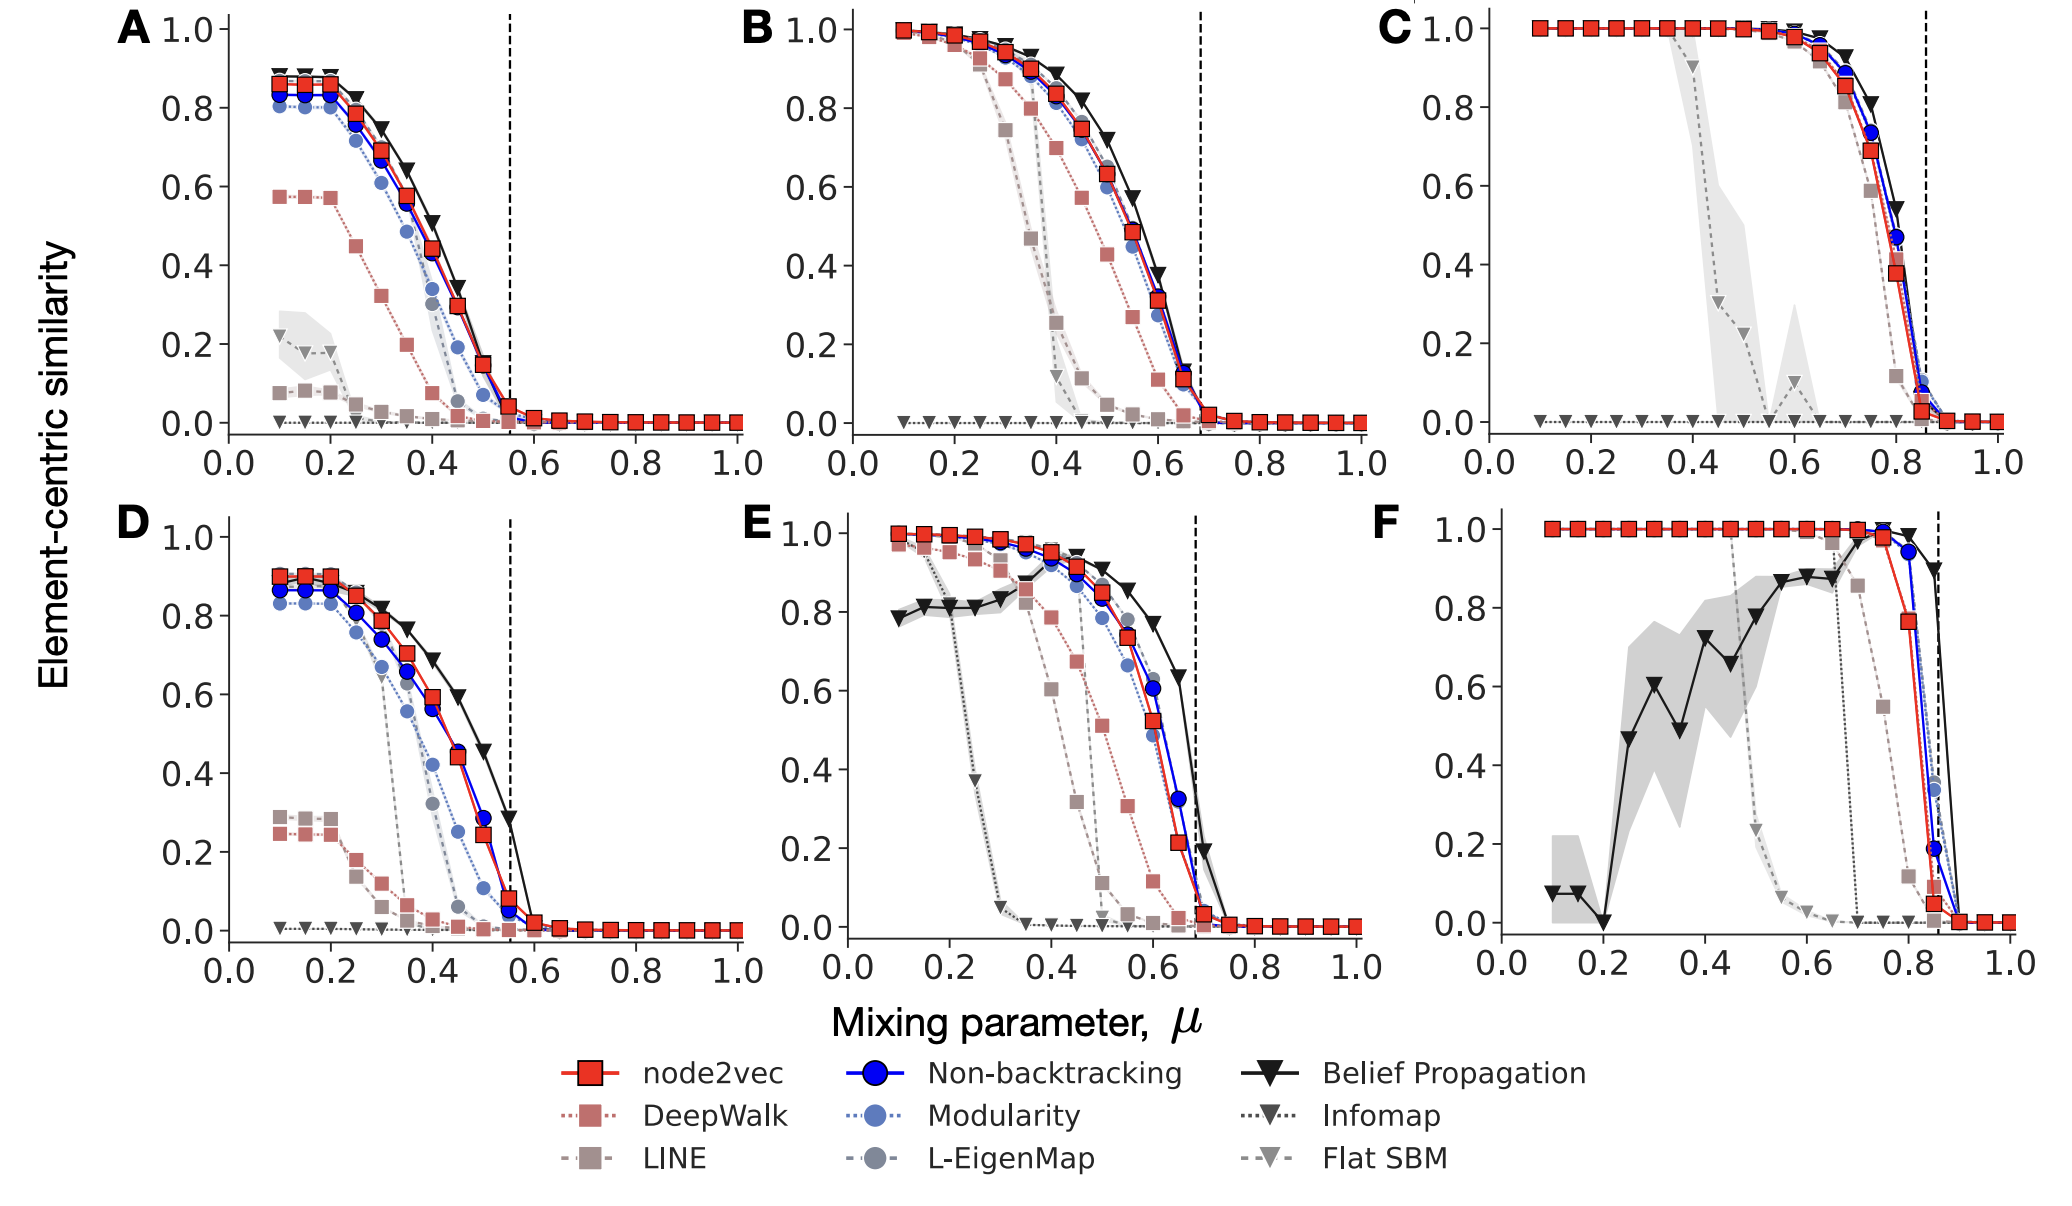 A
B
C
1.0
0.8
0.6
0.4
0.2
0.0
0.0 0.2 0.4 0.6 0.8 1.0
1.0
0.8
0.6
0.4
0.2
0.0
0.0 0.2 0.4 0.6 0.8 1.0
1.0
0.8
0.6
0.4
0.2
0.0
0.0 0.2 0.4 0.6 0.8 1.0
Element-centric similarity
D
E
F
1.0
0.8
0.6
0.4
0.2
0.0
0.0 0.2 0.4 0.6 0.8 1.0
1.0
0.8
0.6
0.4
0.2
0.0
0.0 0.2 0.4 0.6 0.8 1.0
1.0
0.8
0.6
0.4
0.2
0.0
0.0 0.2 0.4 0.6 0.8 1.0
Mixing parameter, μ
node2vec Non-backtracking Belief Propagation
DeepWalk Modularity Infomap
LINE L-EigenMap Flat SBM